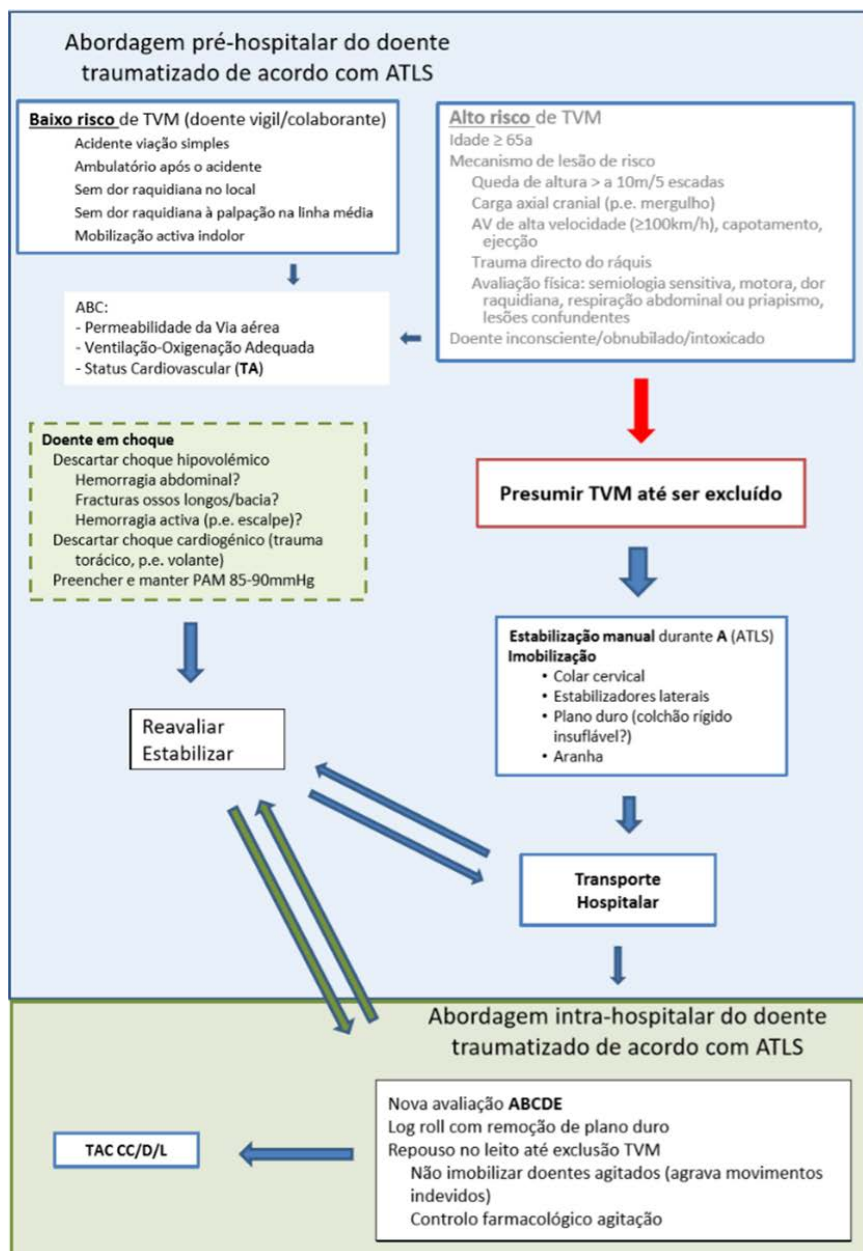 Abordagem pré-hospitalar do doente
traumatizado de acordo com ATLS
Baixo risco de TVM (doente vigil/colaborante)
Acidente viação simples
Ambulatório após o acidente
Sem dor raquidiana no local
Sem dor raquidiana à palpação na linha média
Mobilização activa indolor
Alto risco de TVM
Idade ≥ 65a
Mecanismo de lesão de risco
Queda de altura > a 10m/5 escadas
Carga axial cranial (p.e. mergulho)
AV de alta velocidade (≥100km/h), capotamento,
ejecção
Trauma directo do ráquis
Avaliação física: semiologia sensitiva, motora, dor
raquidiana, respiração abdominal ou priapismo,
lesões confundentes
Doente inconsciente/obnubilado/intoxicado
ABC:
- Permeabilidade da Via aérea
- Ventilação-Oxigenação Adequada
- Status Cardiovascular (TA)
Doente em choque
Descartar choque hipovolémico
Hemorragia abdominal?
Fracturas ossos longos/bacia?
Hemorragia activa (p.e. escalpe)?
Descartar choque cardiogénico (trauma
torácico, p.e. volante)
Preencher e manter PAM 85-90mmHg
Presumir TVM até ser excluído
Estabilização manual durante A (ATLS)
Imobilização
• Colar cervical
• Estabilizadores laterais
• Plano duro (colchão rígido
insuflável?)
• Aranha
Reavaliar
Estabilizar
Transporte
Hospitalar
Abordagem intra-hospitalar do doente
traumatizado de acordo com ATLS
Nova avaliação ABCDE
Log roll com remoção de plano duro
Repouso no leito até exclusão TVM
Não imobilizar doentes agitados (agrava movimentos
indevidos)
Controlo farmacológico agitação
TAC CC/D/L